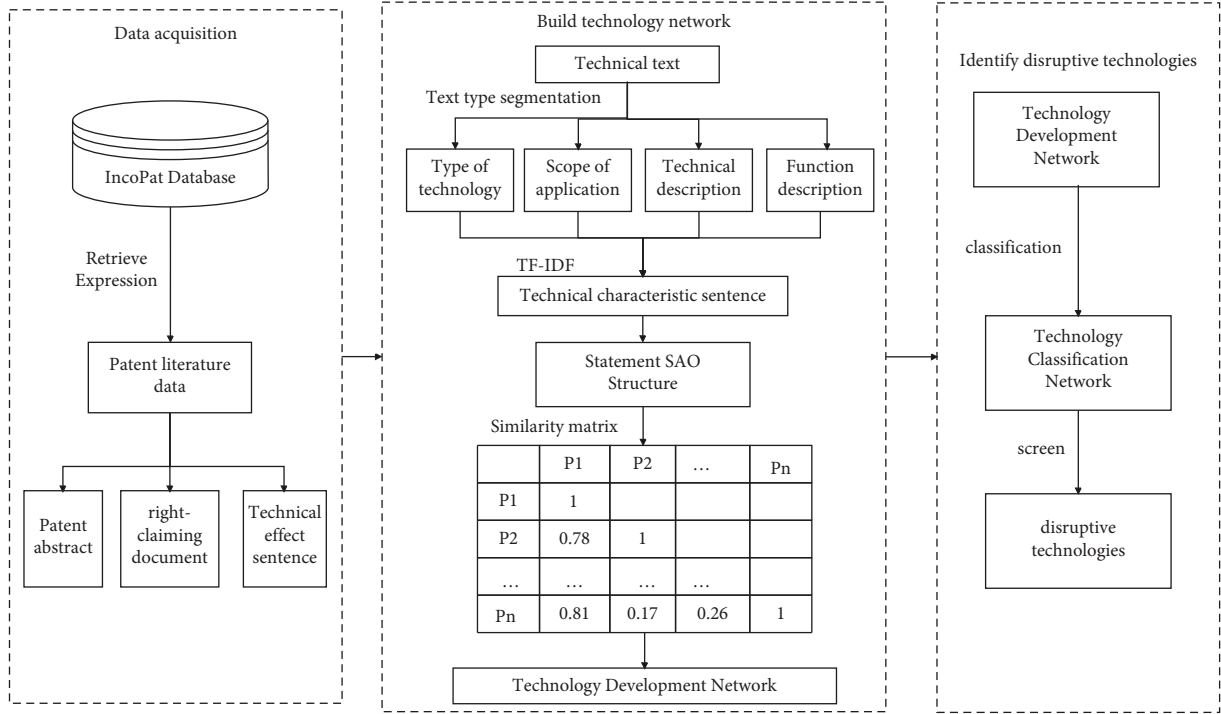 Data acquisition
IncoPat Database
Retrieve
Expression
Patent literature
data
Patent
abstract
right-
claiming
document
Technical
effect
sentence
Build technology network
Technical text
Text type segmentation
Type of
technology
Scope of
application
Technical
description
Function
description
TF-IDF
Technical characteristic sentence
Statement SAO
Structure
Similarity matrix
P1 P2 … Pn
P1 1
P2 0.78 1
… … …
Pn 0.81 0.17 0.26 1
Technology Development Network
Identify disruptive technologies
Technology
Development
Network
classification
Technology
Classification
Network
screen
disruptive
technologies